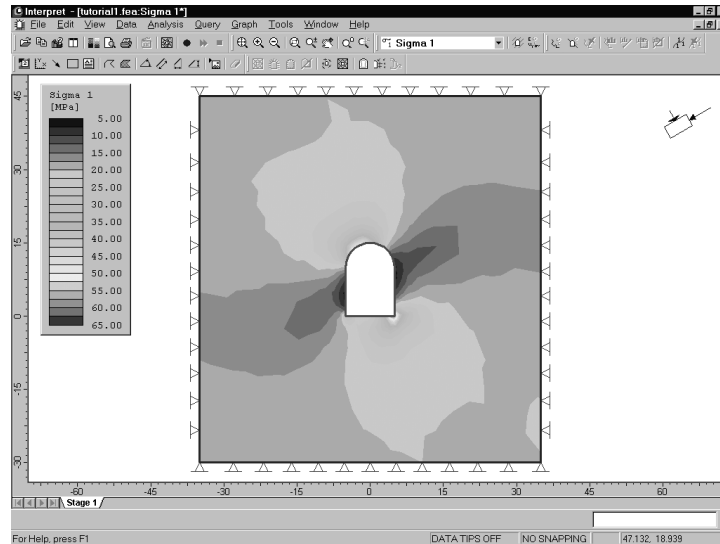 Interpret - [tutorial1.fea:Sigma 1*]
File Edit View Data Analysis Query Graph Tools Window Help
σ1 Sigma 1
Sigma 1
[MPa]
5.00
10.00
15.00
20.00
25.00
30.00
35.00
40.00
45.00
50.00
55.00
60.00
65.00
45
30
15
0
-15
-30
-60 -45 -30 -15 0 15 30 45 60
Stage 1
For Help, press F1 DATA TIPS OFF NO SNAPPING 47.132, 18.939